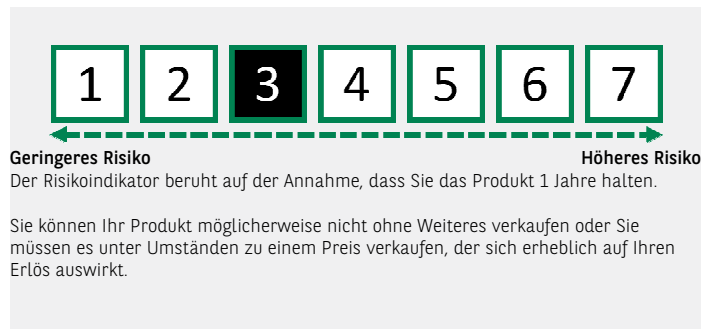 1 2 3 4 5 6 7
Geringeres Risiko Höheres Risiko
Der Risikoindikator beruht auf der Annahme, dass Sie das Produkt 1 Jahre halten.
Sie können Ihr Produkt möglicherweise nicht ohne Weiteres verkaufen oder Sie
müssen es unter Umständen zu einem Preis verkaufen, der sich erheblich auf Ihren
Erlös auswirkt.